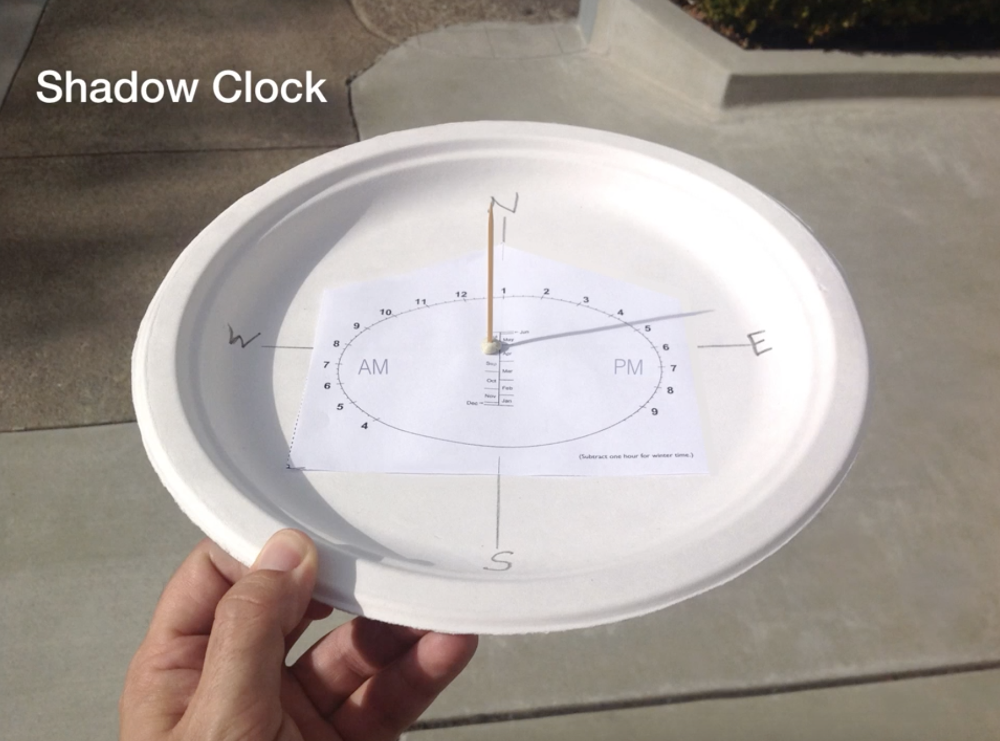 Shadow Clock
N
12 1 2
11 3
10 4
9 5
8 6
W E
7 7
AM PM
6 8
5 9
4
Jun
May
Apr
Sep Mar
Oct Feb
Nov Jan
Dec
(Subtract one hour for winter time.)
S